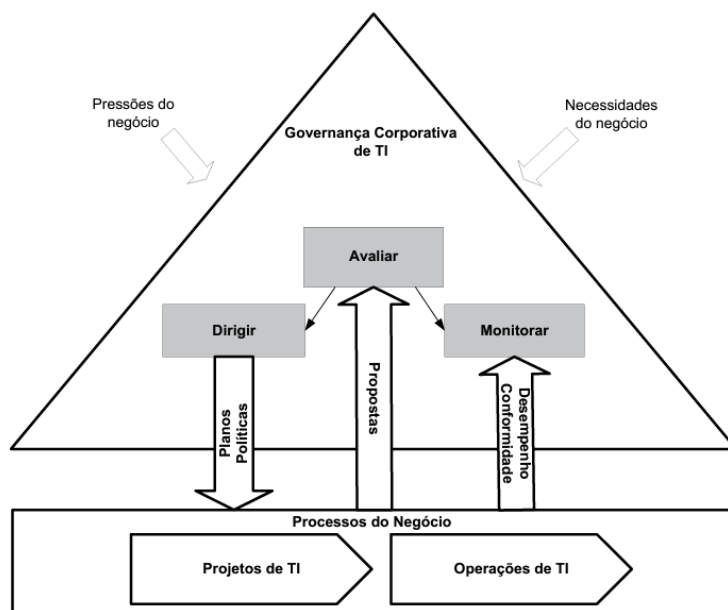 Pressões do
negócio
Necessidades
do negócio
Governança Corporativa
de TI
Avaliar
Dirigir
Monitorar
Planos
Políticas
Propostas
Desempenho
Conformidade
Processos do Negócio
Projetos de TI
Operações de TI